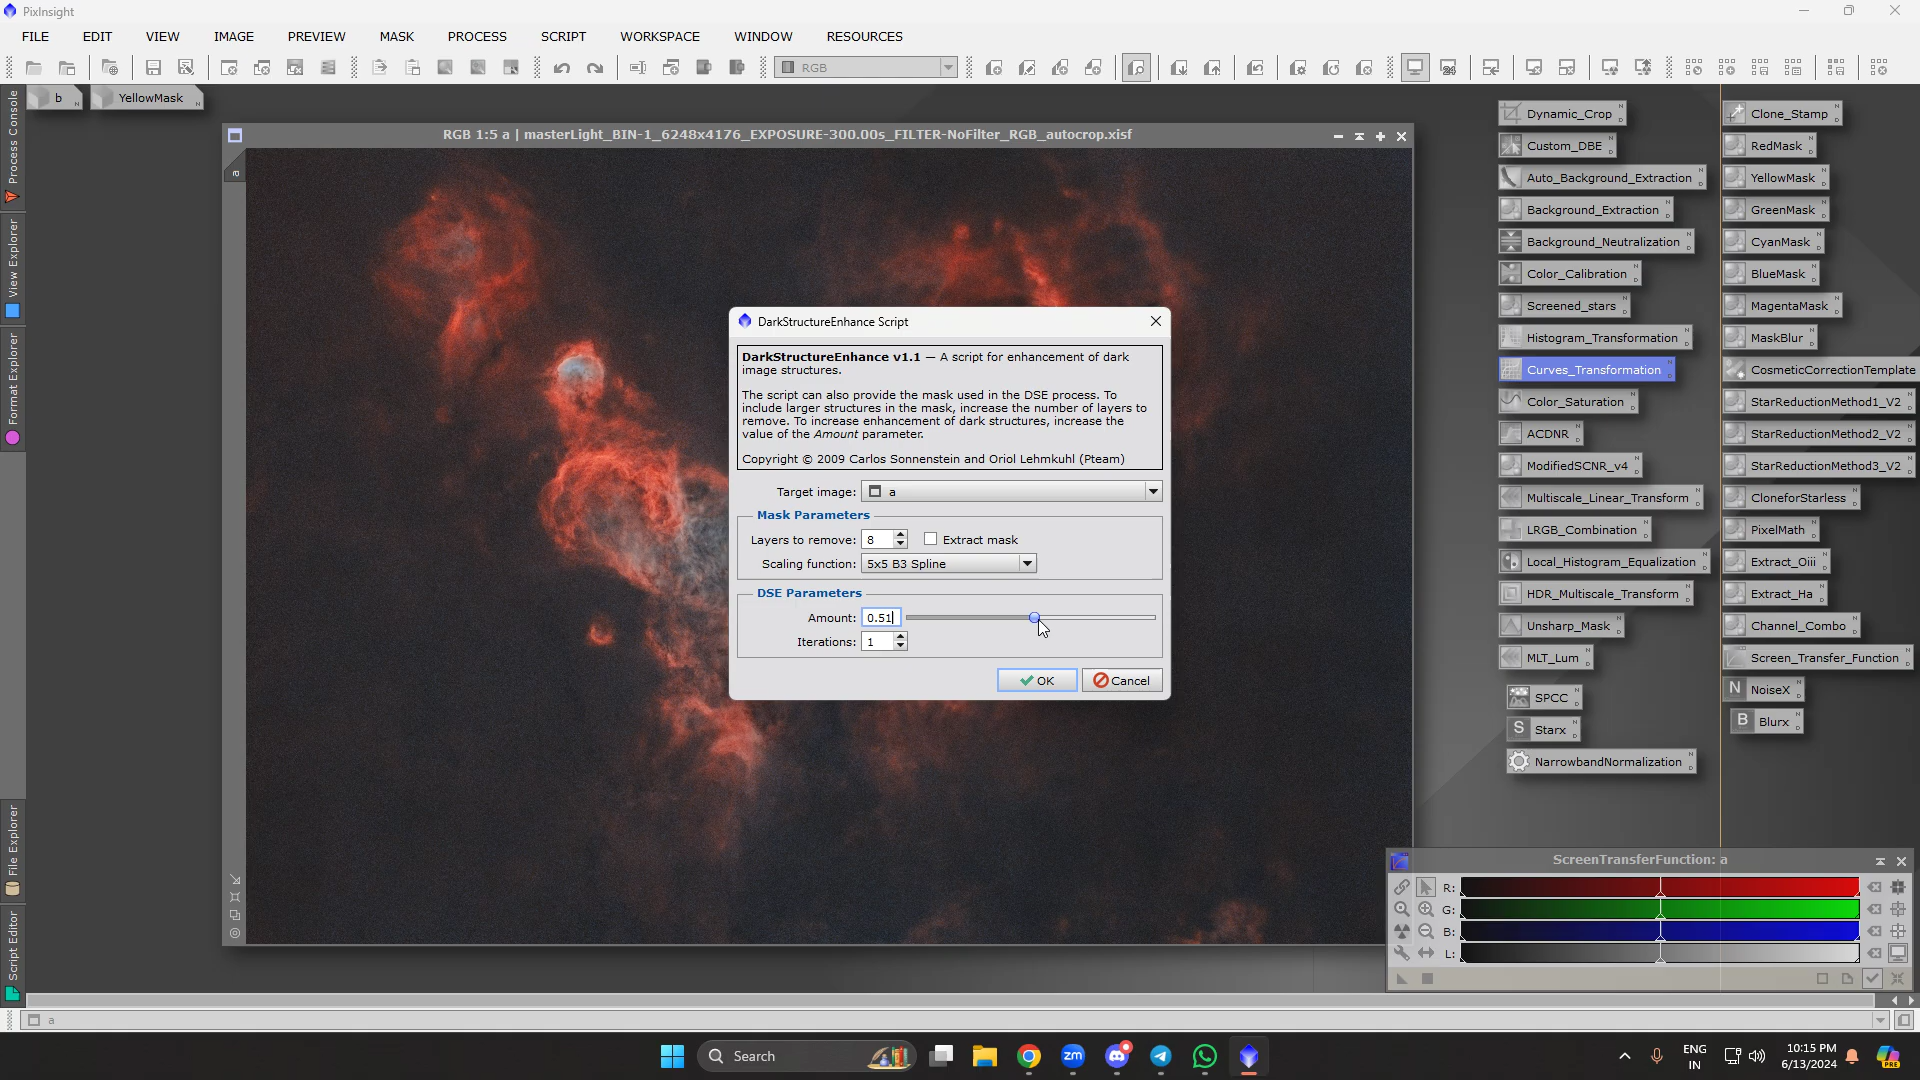 PixInsight
FILE EDIT VIEW IMAGE PREVIEW MASK PROCESS SCRIPT WORKSPACE WINDOW RESOURCES
RGB
24
b
YellowMask
Process Console
View Explorer
Format Explorer
File Explorer
Script Editor
RGB 1:5 a | masterLight_BIN-1_6248x4176_EXPOSURE-300.00s_FILTER-NoFilter_RGB_autocrop.xisf
a
DarkStructureEnhance Script
DarkStructureEnhance v1.1 — A script for enhancement of dark
image structures.
The script can also provide the mask used in the DSE process. To
include larger structures in the mask, increase the number of layers to
remove. To increase enhancement of dark structures, increase the
value of the Amount parameter.
Copyright © 2009 Carlos Sonnenstein and Oriol Lehmkuhl (Pteam)
Target image: a
Mask Parameters
Layers to remove: 8 Extract mask
Scaling function: 5x5 B3 Spline
DSE Parameters
Amount: 0.51
Iterations: 1
OK Cancel
Dynamic_Crop
Custom_DBE
Auto_Background_Extraction
Background_Extraction
Background_Neutralization
Color_Calibration
Screened_stars
Histogram_Transformation
Curves_Transformation
Color_Saturation
ACDNR
ModifiedSCNR_v4
Multiscale_Linear_Transform
LRGB_Combination
Local_Histogram_Equalization
HDR_Multiscale_Transform
Unsharp_Mask
MLT_Lum
SPCC
S Starx
NarrowbandNormalization
Clone_Stamp
RedMask
YellowMask
GreenMask
CyanMask
BlueMask
MagentaMask
MaskBlur
CosmeticCorrectionTemplate
StarReductionMethod1_V2
StarReductionMethod2_V2
StarReductionMethod3_V2
CloneforStarless
PixelMath
Extract_Oiii
Extract_Ha
Channel_Combo
Screen_Transfer_Function
N NoiseX
B Blurx
ScreenTransferFunction: a
R:
G:
B:
L:
a
Search
zm
ENG
IN
10:15 PM
6/13/2024
PRE